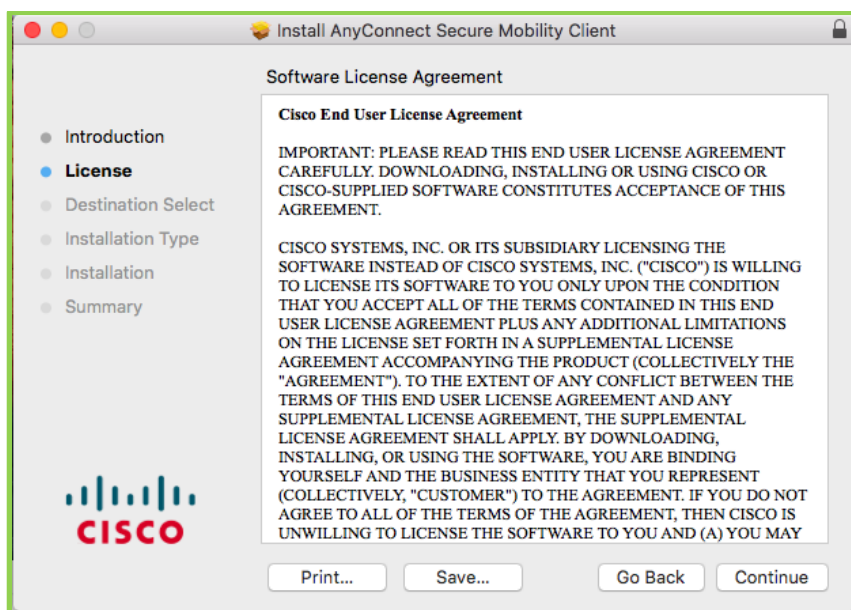 Install AnyConnect Secure Mobility Client
Software License Agreement
Introduction
License
Destination Select
Installation Type
Installation
Summary
Cisco End User License Agreement
IMPORTANT: PLEASE READ THIS END USER LICENSE AGREEMENT
CAREFULLY. DOWNLOADING, INSTALLING OR USING CISCO OR
CISCO-SUPPLIED SOFTWARE CONSTITUTES ACCEPTANCE OF THIS
AGREEMENT.
CISCO SYSTEMS, INC. OR ITS SUBSIDIARY LICENSING THE
SOFTWARE INSTEAD OF CISCO SYSTEMS, INC. ("CISCO") IS WILLING
TO LICENSE ITS SOFTWARE TO YOU ONLY UPON THE CONDITION
THAT YOU ACCEPT ALL OF THE TERMS CONTAINED IN THIS END
USER LICENSE AGREEMENT PLUS ANY ADDITIONAL LIMITATIONS
ON THE LICENSE SET FORTH IN A SUPPLEMENTAL LICENSE
AGREEMENT ACCOMPANYING THE PRODUCT (COLLECTIVELY THE
"AGREEMENT"). TO THE EXTENT OF ANY CONFLICT BETWEEN THE
TERMS OF THIS END USER LICENSE AGREEMENT AND ANY
SUPPLEMENTAL LICENSE AGREEMENT, THE SUPPLEMENTAL
LICENSE AGREEMENT SHALL APPLY. BY DOWNLOADING,
INSTALLING, OR USING THE SOFTWARE, YOU ARE BINDING
YOURSELF AND THE BUSINESS ENTITY THAT YOU REPRESENT
(COLLECTIVELY, "CUSTOMER") TO THE AGREEMENT. IF YOU DO NOT
AGREE TO ALL OF THE TERMS OF THE AGREEMENT, THEN CISCO IS
UNWILLING TO LICENSE THE SOFTWARE TO YOU AND (A) YOU MAY
CISCO
Print...
Save...
Go Back
Continue